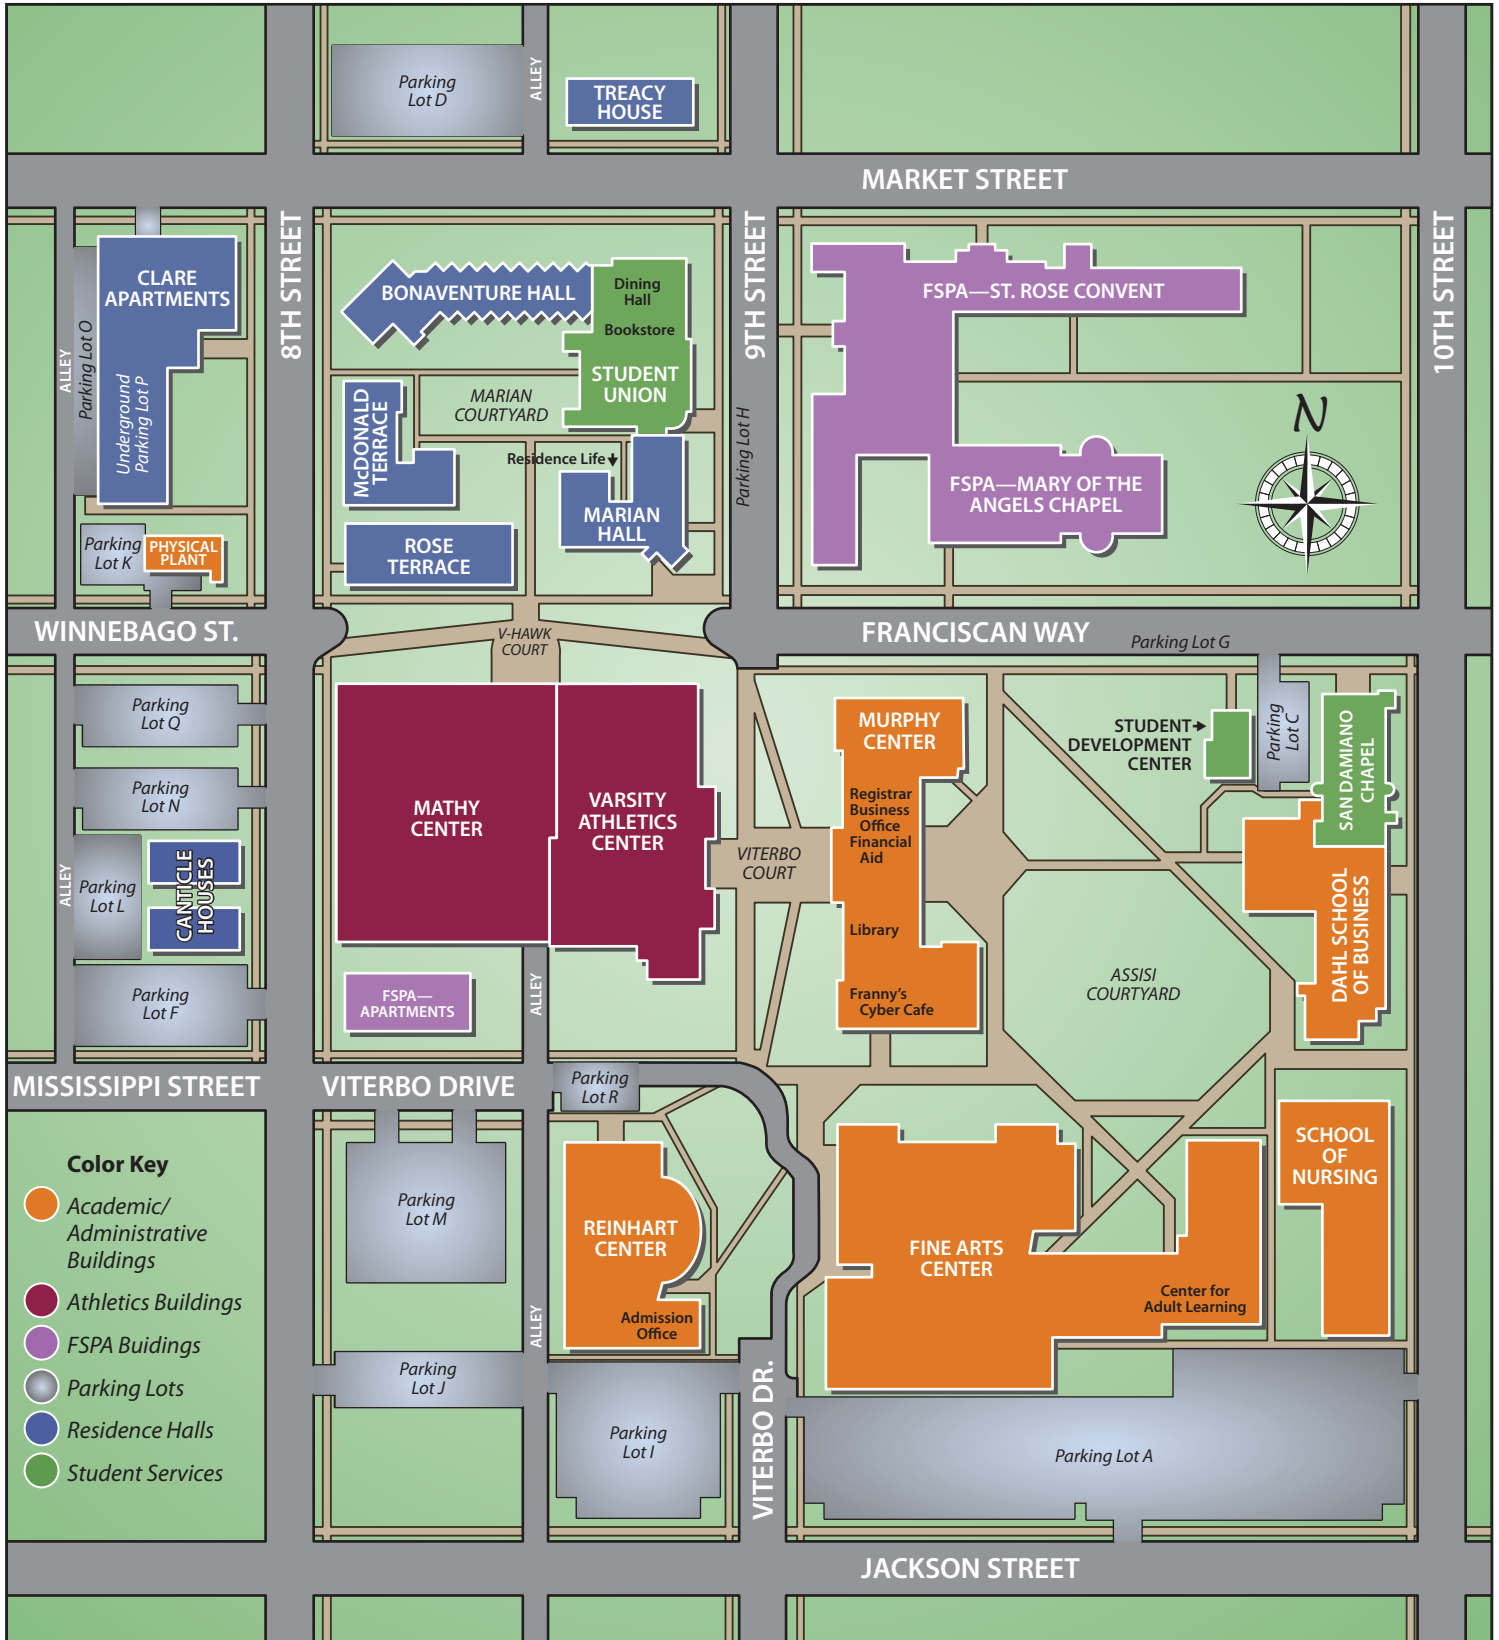 Parking
Lot D
ALLEY
TREACY
HOUSE
MARKET STREET
8TH STREET
9TH STREET
10TH STREET
CLARE
APARTMENTS
Underground
Parking Lot P
Parking Lot O
ALLEY
BONAVENTURE HALL
Dining
Hall
Bookstore
STUDENT
UNION
MARIAN
COURTYARD
McDONALD
TERRACE
Residence Life
MARIAN
HALL
ROSE
TERRACE
Parking Lot H
FSPA—ST. ROSE CONVENT
FSPA—MARY OF THE
ANGELS CHAPEL
N
Parking
Lot K
PHYSICAL
PLANT
WINNEBAGO ST.
V-HAWK
COURT
FRANCISCAN WAY
Parking Lot G
Parking
Lot Q
Parking
Lot N
ALLEY
Parking
Lot L
CANTICLE
HOUSES
Parking
Lot F
MATHY
CENTER
VARSITY
ATHLETICS
CENTER
VITERBO
COURT
MURPHY
CENTER
Registrar
Business
Office
Financial
Aid
Library
Franny's
Cyber Cafe
STUDENT
DEVELOPMENT
CENTER
Parking
Lot C
SAN DAMIANO
CHAPEL
DAHL SCHOOL
OF BUSINESS
ASSISI
COURTYARD
FSPA—
APARTMENTS
ALLEY
MISSISSIPPI STREET
VITERBO DRIVE
Parking
Lot R
Color Key
Academic/
Administrative
Buildings
Athletics Buildings
FSPA Buidings
Parking Lots
Residence Halls
Student Services
Parking
Lot M
REINHART
CENTER
Admission
Office
ALLEY
Parking
Lot J
Parking
Lot I
VITERBO DR.
FINE ARTS
CENTER
Center for
Adult Learning
SCHOOL
OF
NURSING
Parking Lot A
JACKSON STREET